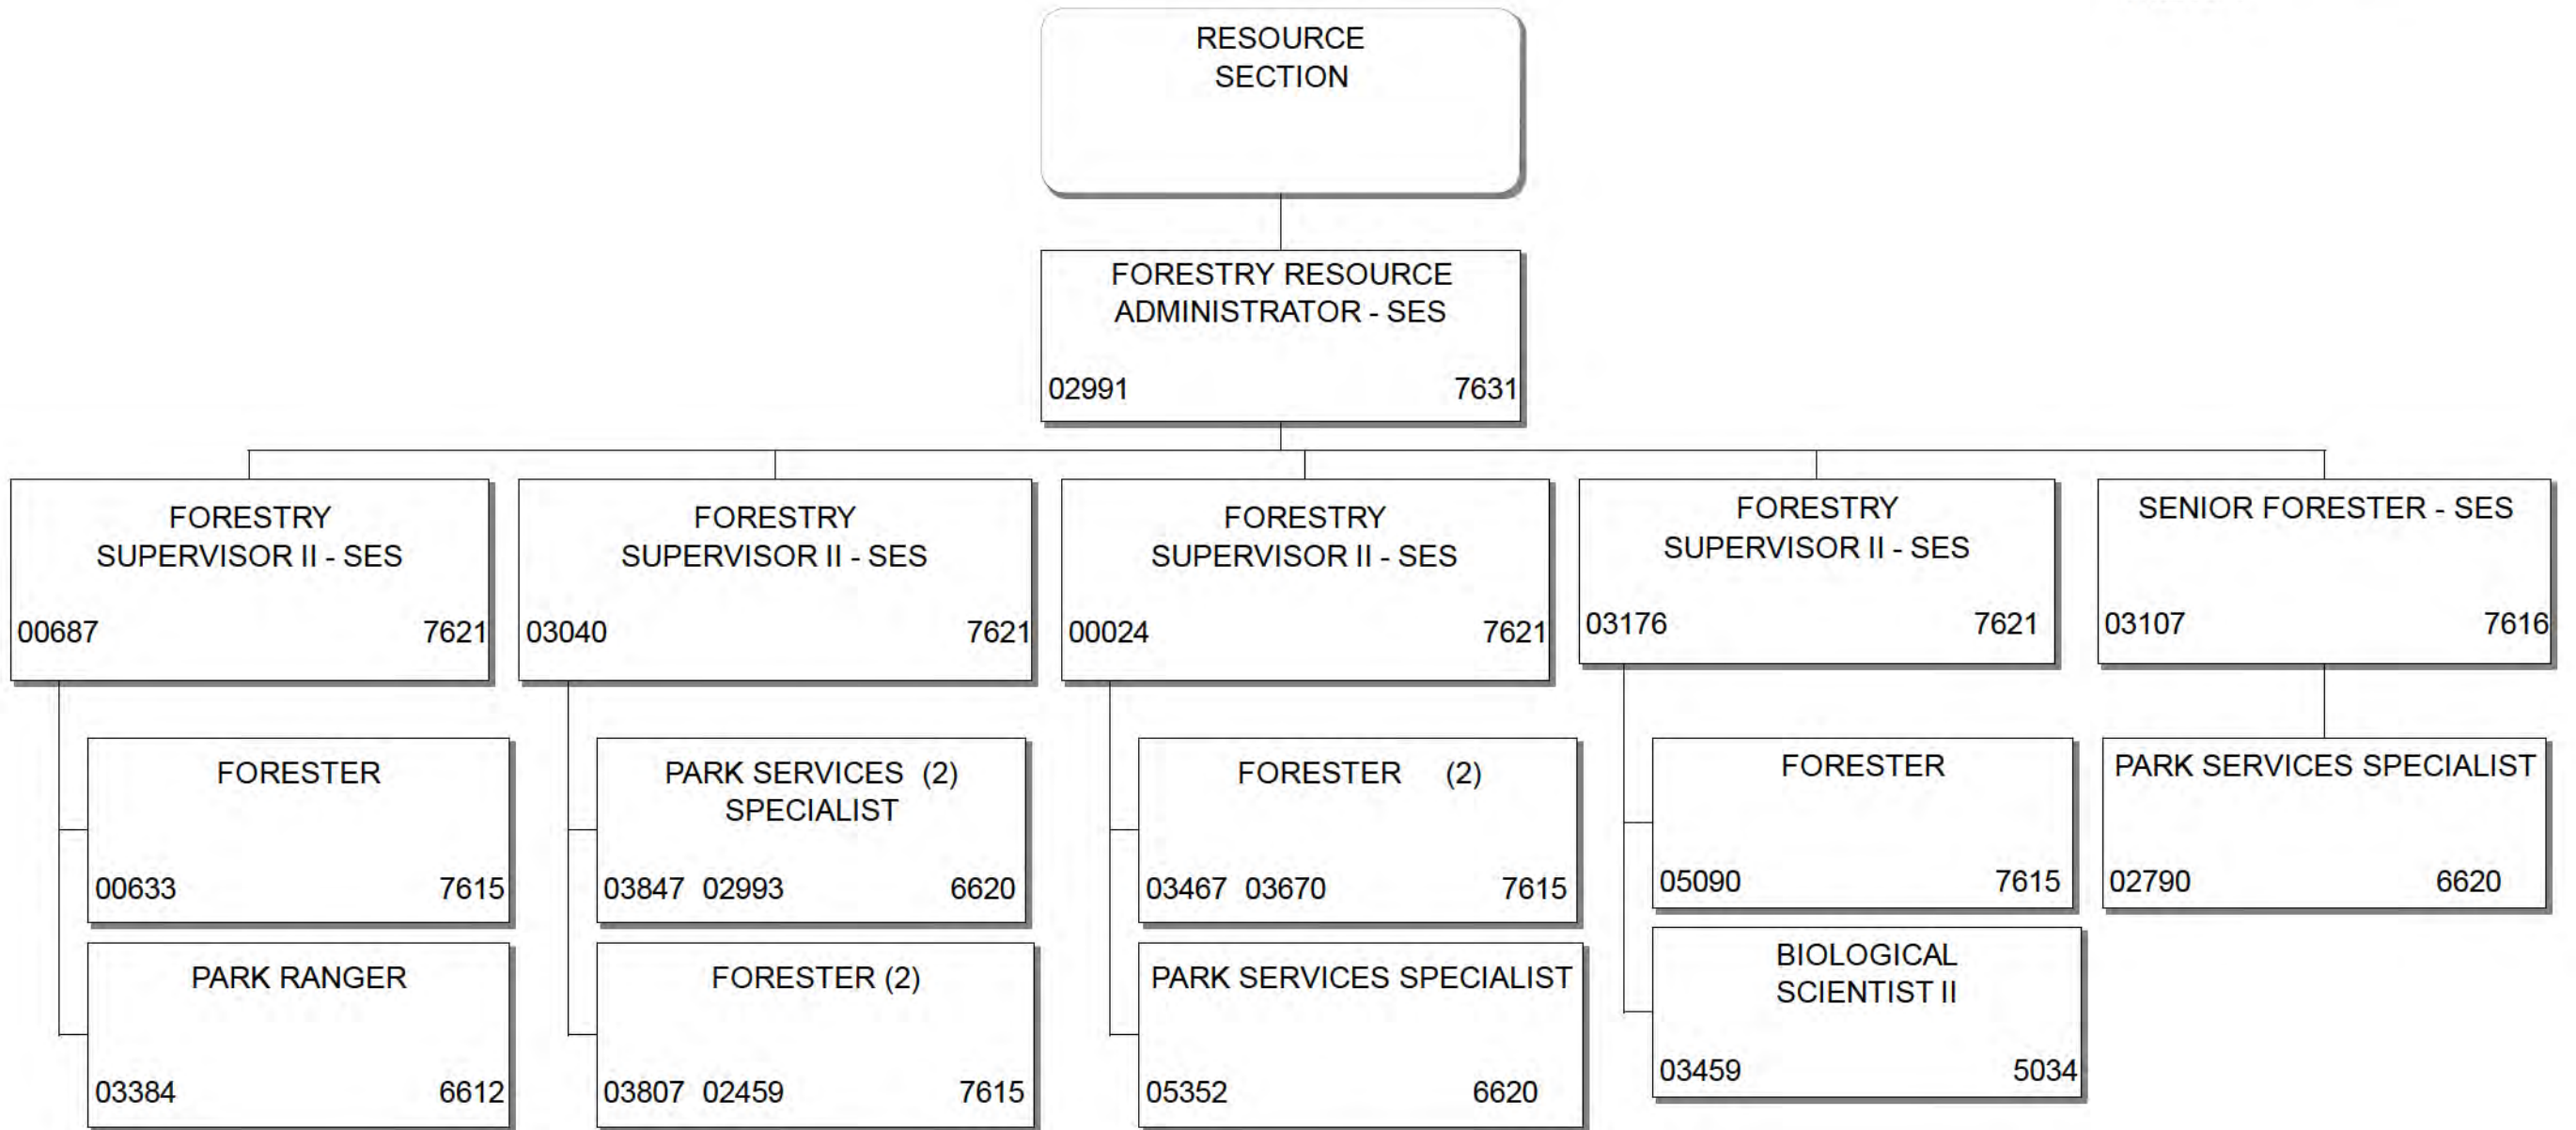 RESOURCE
SECTION
FORESTRY RESOURCE
ADMINISTRATOR - SES
02991 7631
FORESTRY
SUPERVISOR II - SES
00687 7621
FORESTRY
SUPERVISOR II - SES
03040 7621
FORESTRY
SUPERVISOR II - SES
00024 7621
FORESTRY
SUPERVISOR II - SES
03176 7621
SENIOR FORESTER - SES
03107 7616
FORESTER
00633 7615
PARK RANGER
03384 6612
PARK SERVICES (2)
SPECIALIST
03847 02993 6620
FORESTER (2)
03807 02459 7615
FORESTER (2)
03467 03670 7615
PARK SERVICES SPECIALIST
05352 6620
FORESTER
05090 7615
BIOLOGICAL
SCIENTIST II
03459 5034
PARK SERVICES SPECIALIST
02790 6620